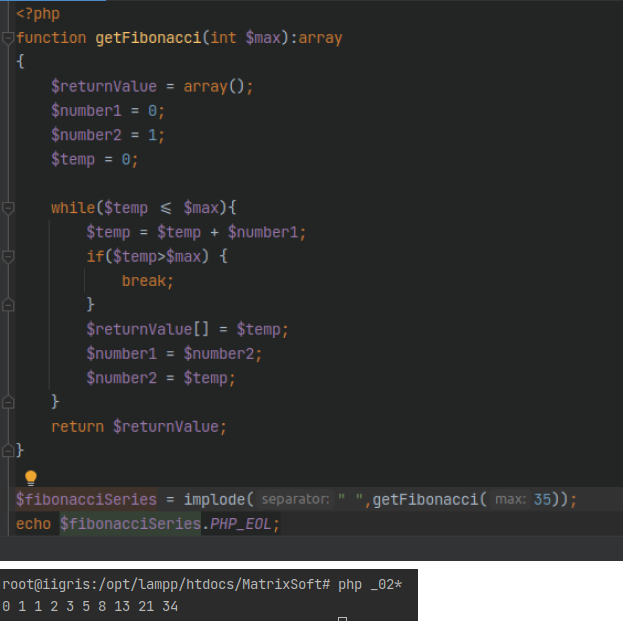 <?php
function getFibonacci(int $max):array
{
$returnValue = array();
$number1 = 0;
$number2 = 1;
$temp = 0;
while($temp ⩽ $max){
$temp = $temp + $number1;
if($temp>$max) {
break;
}
$returnValue[] = $temp;
$number1 = $number2;
$number2 = $temp;
}
return $returnValue;
}
$fibonacciSeries = implode( separator: " ",getFibonacci( max: 35));
echo $fibonacciSeries.PHP_EOL;
root@iigris:/opt/lampp/htdocs/MatrixSoft# php _02*
0 1 1 2 3 5 8 13 21 34